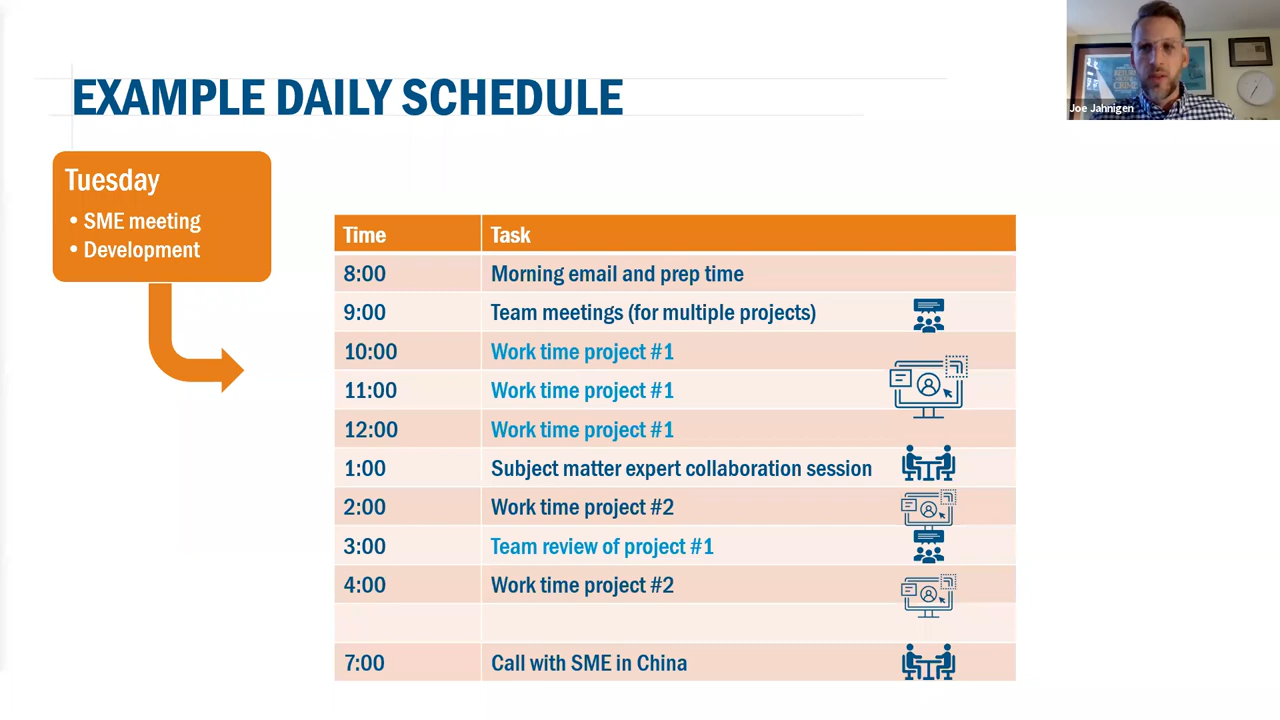 EXAMPLE DAILY SCHEDULE
Joe Jahnigen
Tuesday
• SME meeting
• Development
Time Task
8:00 Morning email and prep time
9:00 Team meetings (for multiple projects)
10:00 Work time project #1
11:00 Work time project #1
12:00 Work time project #1
1:00 Subject matter expert collaboration session
2:00 Work time project #2
3:00 Team review of project #1
4:00 Work time project #2
7:00 Call with SME in China